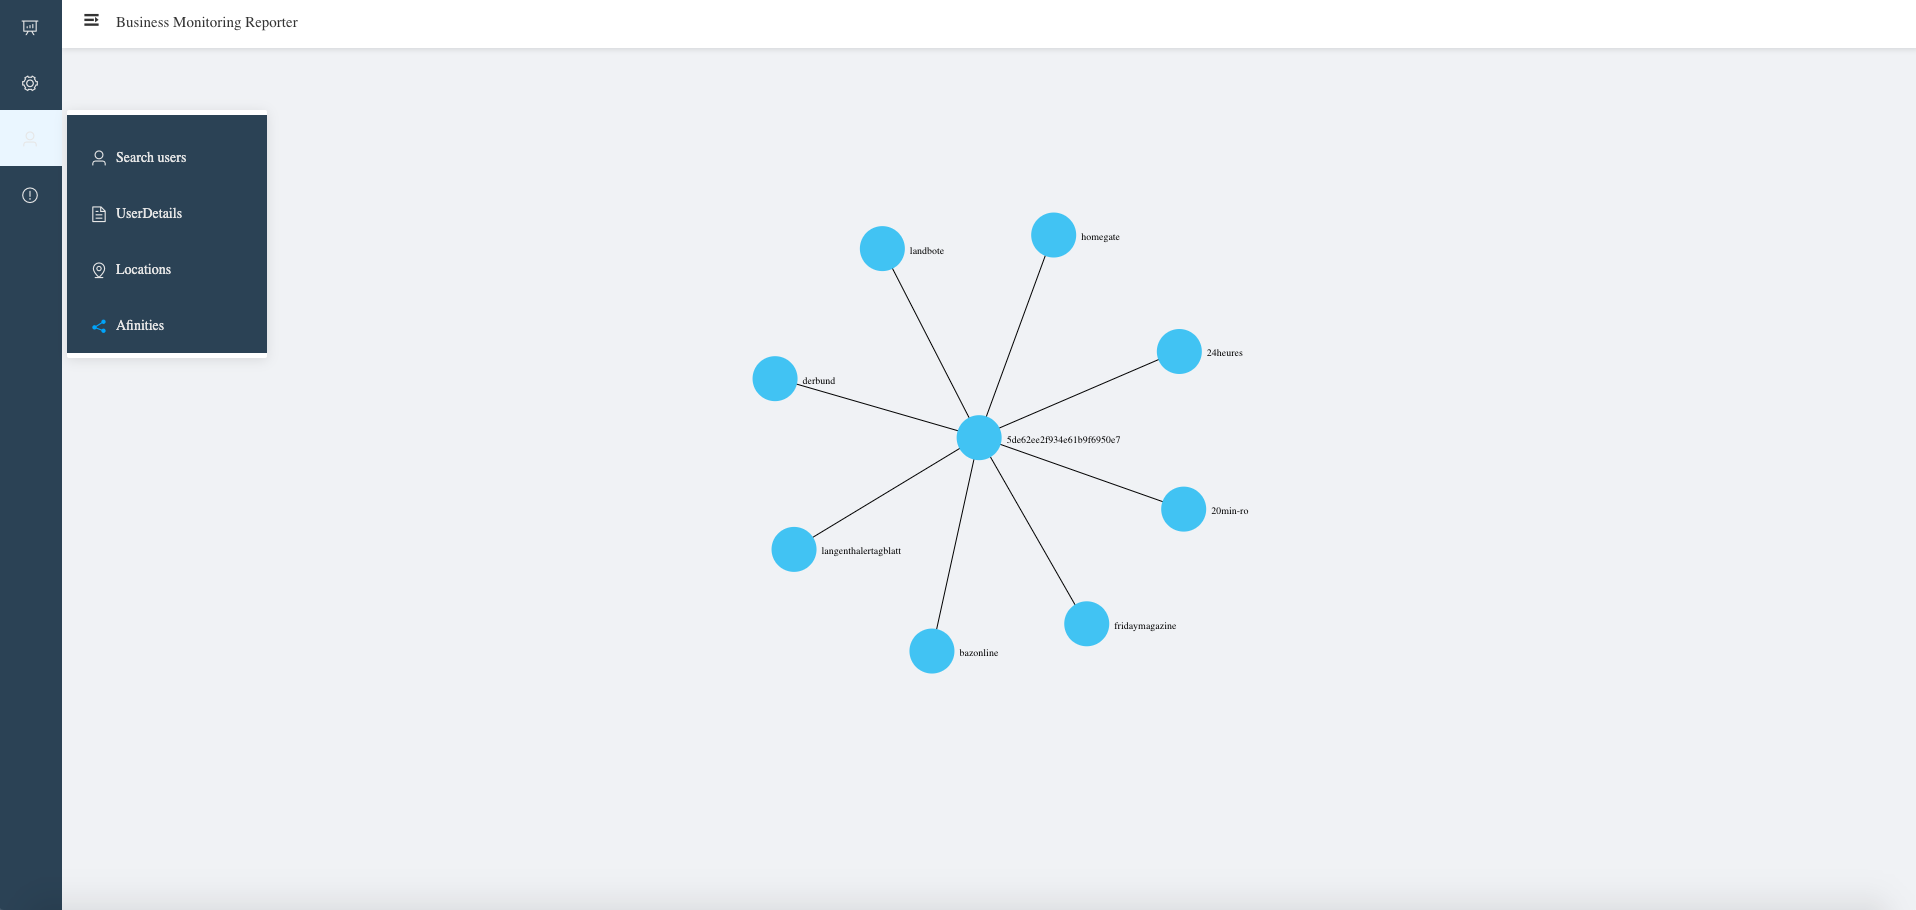 Business Monitoring Reporter
Search users
UserDetails
Locations
Afinities
homegate
landbote
24heures
derbund
5de62ee2f934e61b9f6950e7
20min-ro
langenthalertagblatt
fridaymagazine
bazonline